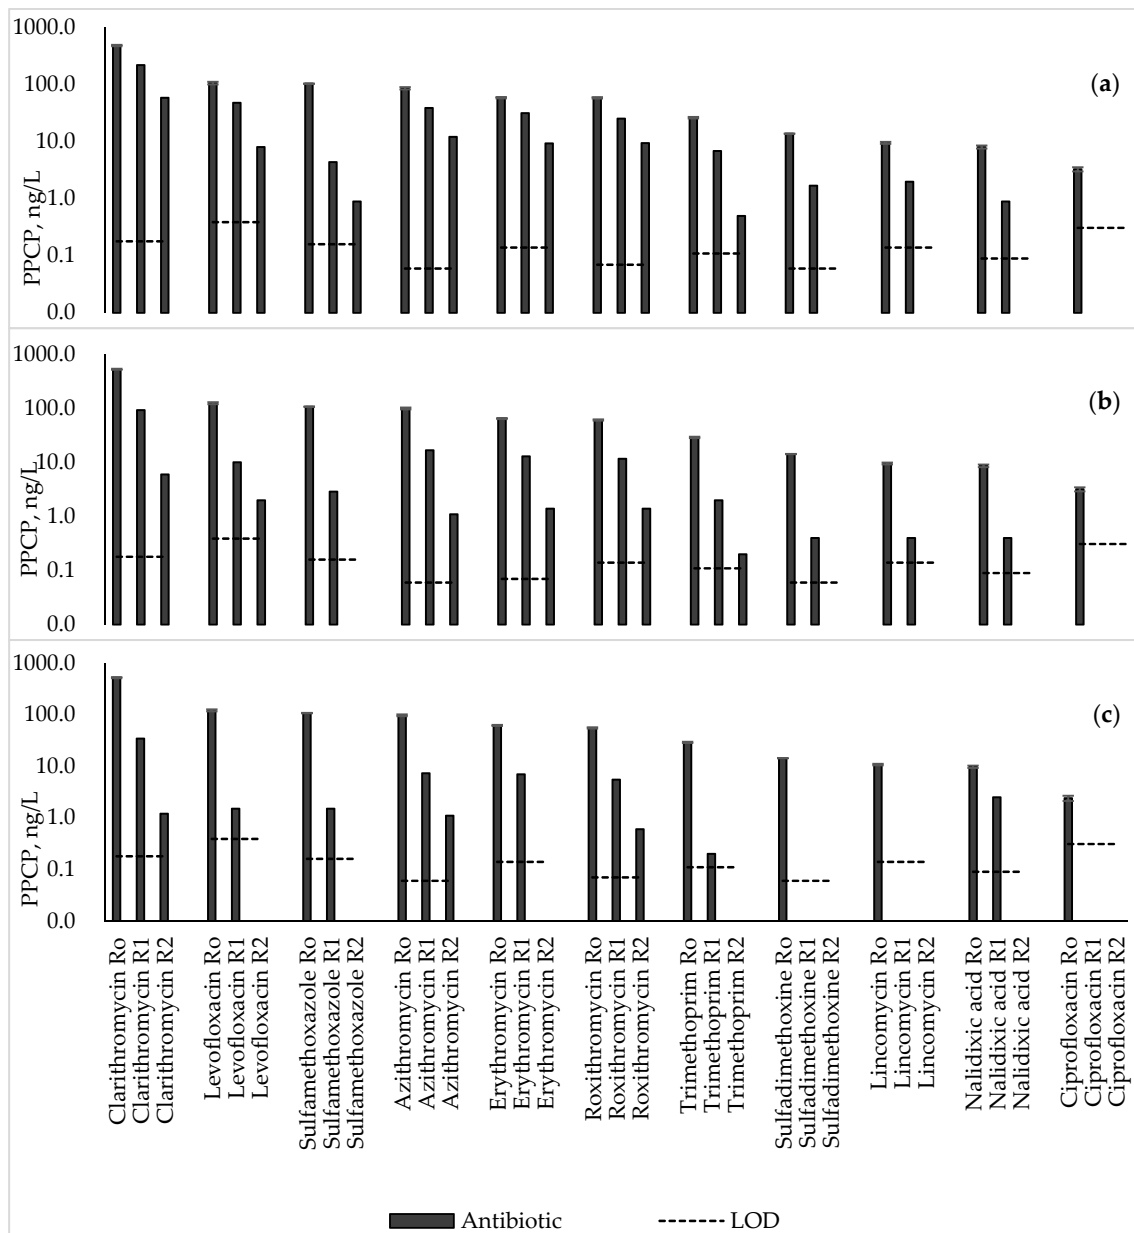 1000.0
100.0
10.0
1.0
0.1
0.0
PPCP, ng/L
(a)
1000.0
100.0
10.0
1.0
0.1
0.0
PPCP, ng/L
(b)
1000.0
100.0
10.0
1.0
0.1
0.0
PPCP, ng/L
(c)
Clarithromycin Ro
Clarithromycin R1
Clarithromycin R2
Levofloxacin Ro
Levofloxacin R1
Levofloxacin R2
Sulfamethoxazole Ro
Sulfamethoxazole R1
Sulfamethoxazole R2
Azithromycin Ro
Azithromycin R1
Azithromycin R2
Erythromycin Ro
Erythromycin R1
Erythromycin R2
Roxithromycin Ro
Roxithromycin R1
Roxithromycin R2
Trimethoprim Ro
Trimethoprim R1
Trimethoprim R2
Sulfadimethoxine Ro
Sulfadimethoxine R1
Sulfadimethoxine R2
Lincomycin Ro
Lincomycin R1
Lincomycin R2
Nalidixic acid Ro
Nalidixic acid R1
Nalidixic acid R2
Ciprofloxacin Ro
Ciprofloxacin R1
Ciprofloxacin R2
Antibiotic
LOD